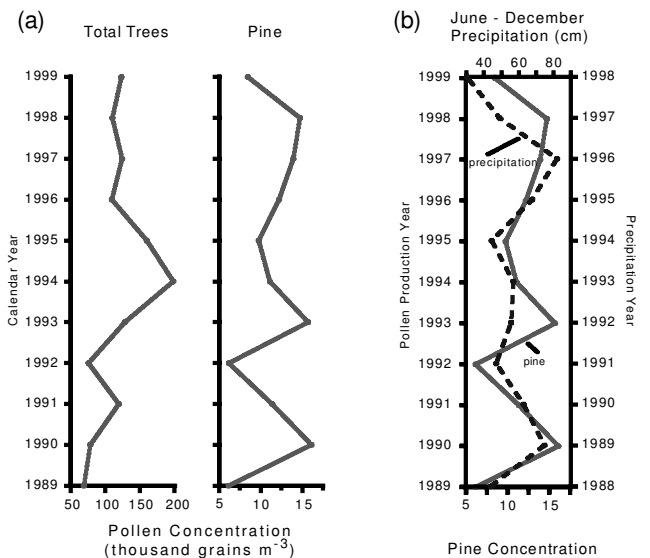 (a)
Total Trees
Pine
Calendar Year
1999
1998
1997
1996
1995
1994
1993
1992
1991
1990
1989
50 100 150 200
5 10 15
Pollen Concentration
(thousand grains m-3)
(b)
June - December
Precipitation (cm)
40 60 80
Pollen Production Year
1999
1998
1997
1996
1995
1994
1993
1992
1991
1990
1989
precipitation
pine
1998
1997
1996
1995
1994
1993
1992
1991
1990
1989
1988
Precipitation Year
5 10 15
Pine Concentration